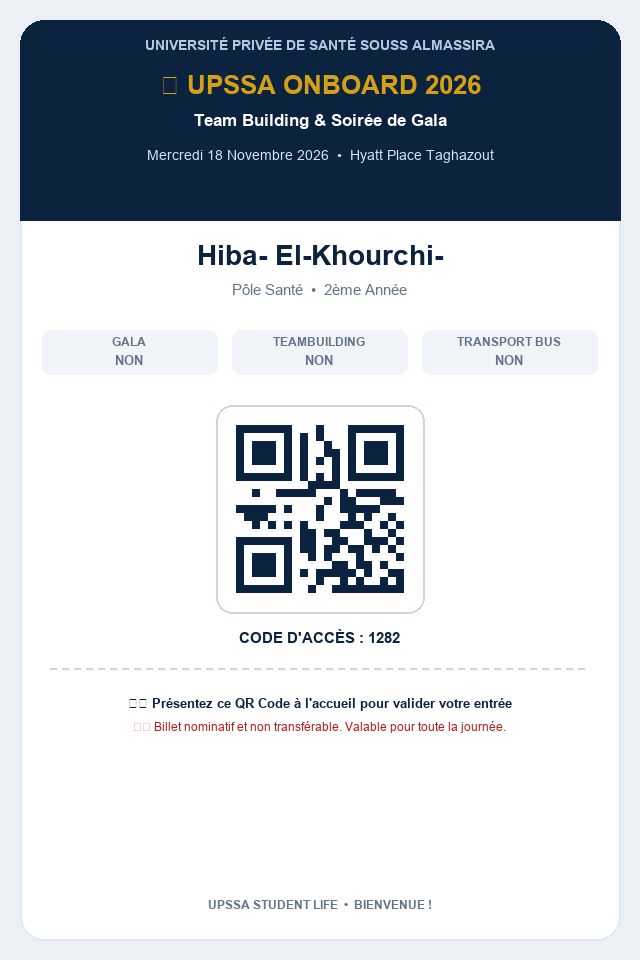 UNIVERSITÉ PRIVÉE DE SANTÉ SOUSS ALMASSIRA
UPSSA ONBOARD 2026
Team Building & Soirée de Gala
Mercredi 18 Novembre 2026 • Hyatt Place Taghazout
Hiba- El-Khourchi-
Pôle Santé • 2ème Année
GALA
NON
TEAMBUILDING
NON
TRANSPORT BUS
NON
CODE D'ACCÈS : 1282
Présentez ce QR Code à l'accueil pour valider votre entrée
Billet nominatif et non transférable. Valable pour toute la journée.
UPSSA STUDENT LIFE • BIENVENUE !